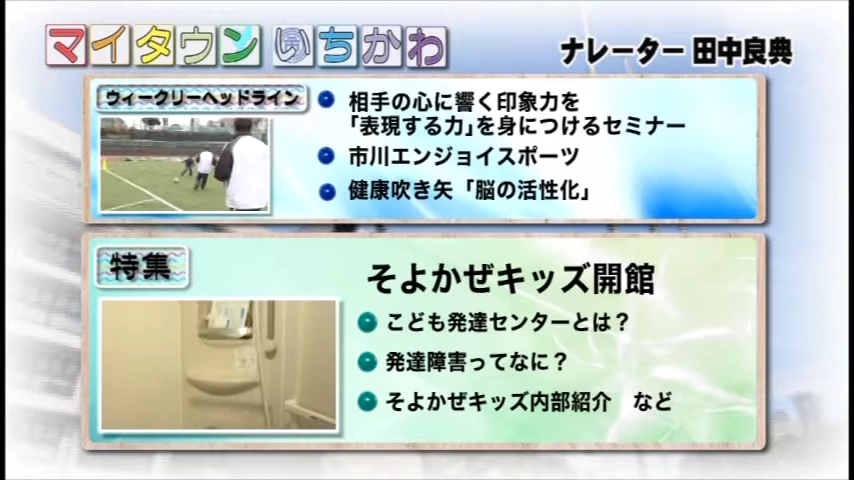 マイタウン いちかわ
ナレーター 田中良典
ウィークリーヘッドライン
相手の心に響く印象力を
「表現する力」を身につけるセミナー
市川エンジョイスポーツ
健康吹き矢「脳の活性化」
特集
そよかぜキッズ開館
こども発達センターとは？
発達障害ってなに？
そよかぜキッズ内部紹介 など